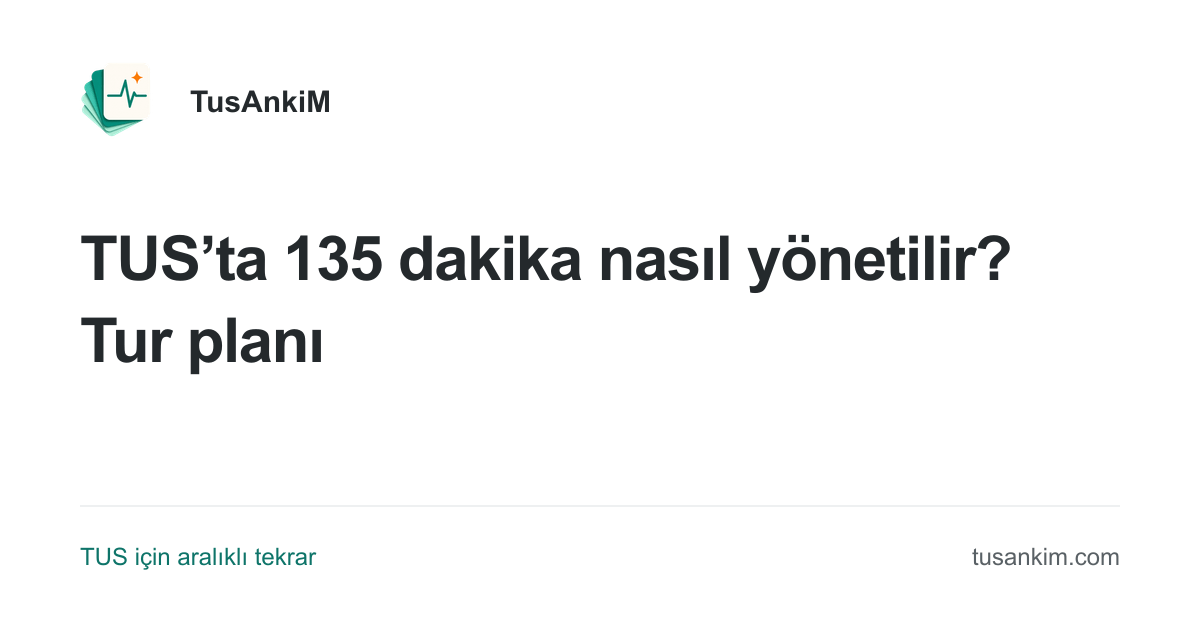 TusAnkiM
TUS’ta 135 dakika nasıl yönetilir?
Tur planı
TUS için aralıklı tekrar
tusankim.com